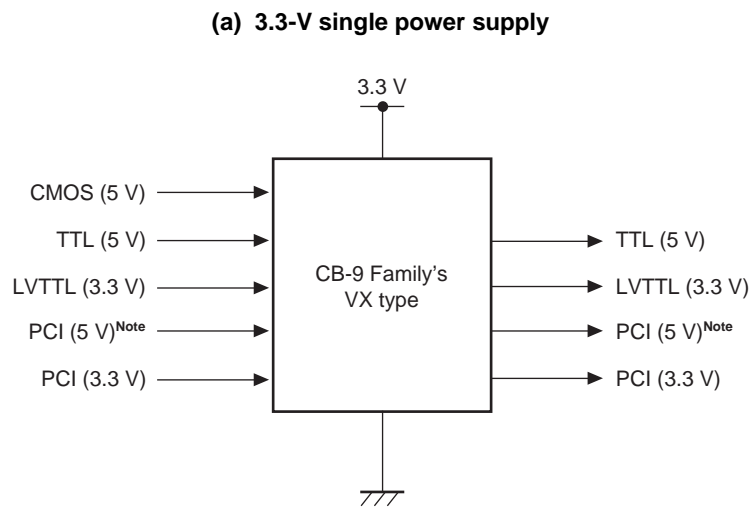 (a) 3.3-V single power supply
3.3 V
CMOS (5 V)
TTL (5 V)
LVTTL (3.3 V)
PCI (5 V)Note
PCI (3.3 V)
CB-9 Family's
VX type
TTL (5 V)
LVTTL (3.3 V)
PCI (5 V)Note
PCI (3.3 V)